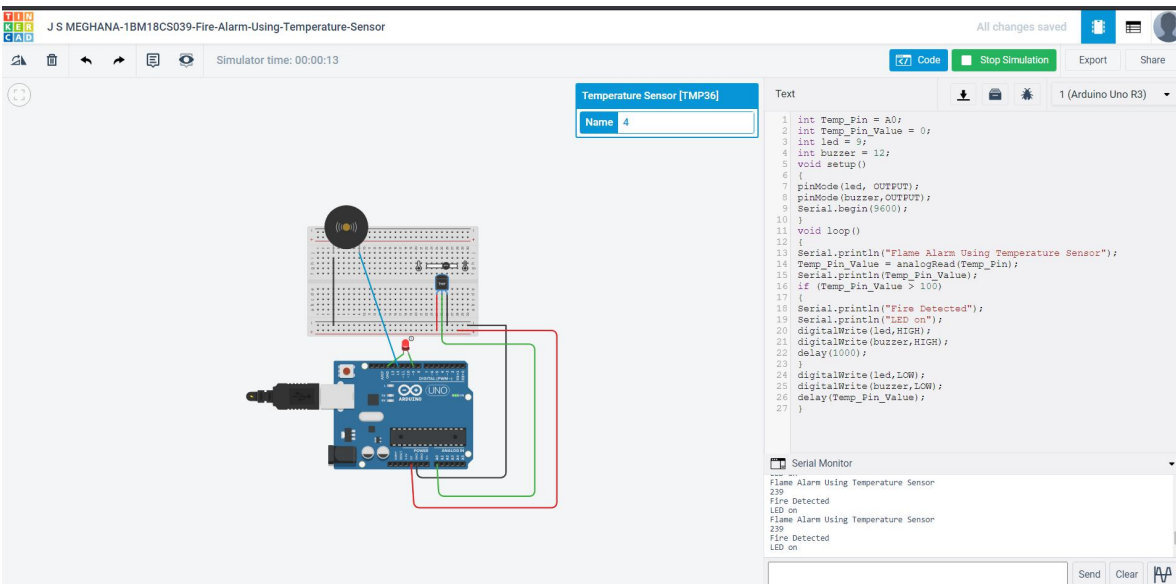 TIN
KER
CAD
J S MEGHANA-1BM18CS039-Fire-Alarm-Using-Temperature-Sensor
All changes saved
Simulator time: 00:00:13
Code
Stop Simulation
Export
Share
Temperature Sensor [TMP36]
Name 4
Text
1 (Arduino Uno R3)
1 int Temp_Pin = A0;
2 int Temp_Pin_Value = 0;
3 int led = 9;
4 int buzzer = 12;
5 void setup()
6 {
7 pinMode(led, OUTPUT);
8 pinMode(buzzer,OUTPUT);
9 Serial.begin(9600);
10 }
11 void loop()
12 {
13 Serial.println("Flame Alarm Using Temperature Sensor");
14 Temp_Pin_Value = analogRead(Temp_Pin);
15 Serial.println(Temp_Pin_Value);
16 if (Temp_Pin_Value > 100)
17 {
18 Serial.println("Fire Detected");
19 Serial.println("LED on");
20 digitalWrite(led,HIGH);
21 digitalWrite(buzzer,HIGH);
22 delay(1000);
23 }
24 digitalWrite(led,LOW);
25 digitalWrite(buzzer,LOW);
26 delay(Temp_Pin_Value);
27 }
DIGITAL (PWM~)
UNO
ARDUINO
POWER
ANALOG IN
Serial Monitor
LED on
Flame Alarm Using Temperature Sensor
239
Fire Detected
LED on
Flame Alarm Using Temperature Sensor
239
Fire Detected
LED on
Send
Clear